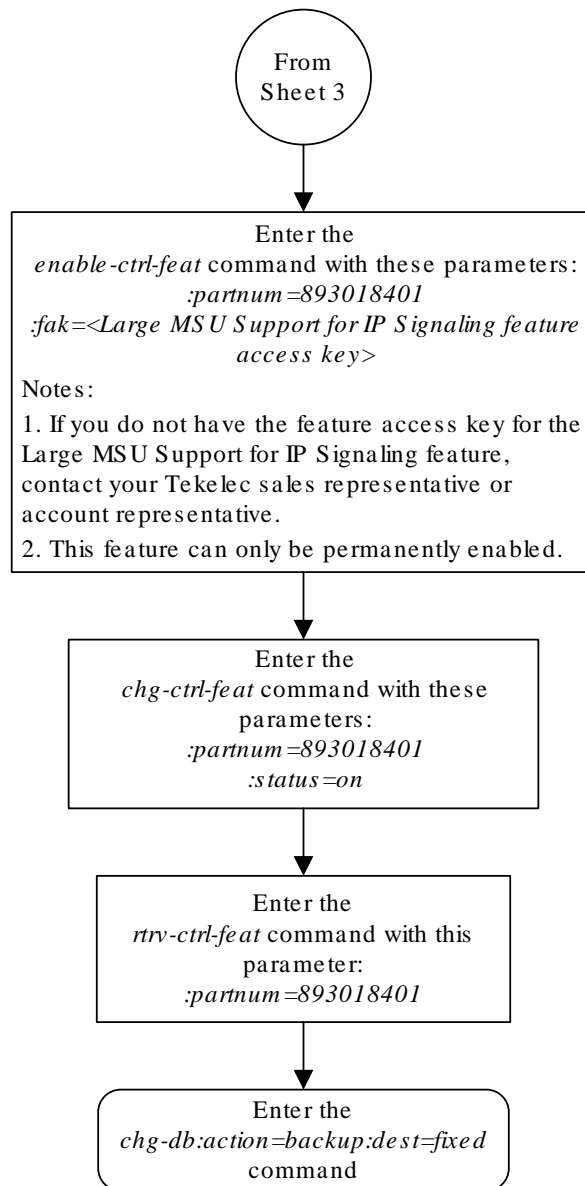 From
Sheet 3
Enter the
enable-ctrl-feat command with these parameters:
:partnum=893018401
:fak=<Large MSU Support for IP Signaling feature
access key>
Notes:
1. If you do not have the feature access key for the
Large MSU Support for IP Signaling feature,
contact your Tekelec sales representative or
account representative.
2. This feature can only be permanently enabled.
Enter the
chg-ctrl-feat command with these
parameters:
:partnum=893018401
:status=on
Enter the
rtrv-ctrl-feat command with this
parameter:
:partnum=893018401
Enter the
chg-db:action=backup:dest=fixed
command